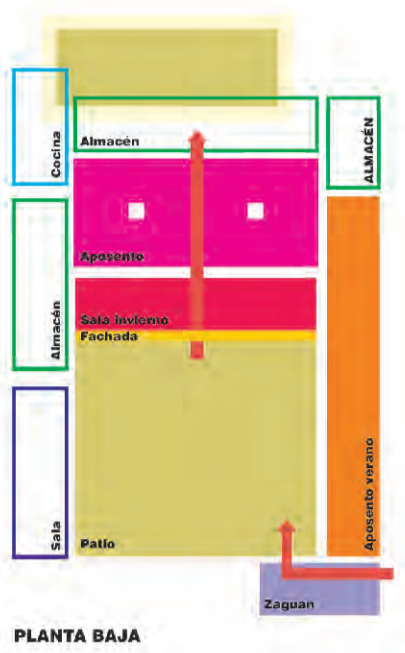 Cocina
Almacén
ALMACÉN
Aposento
Almacén
Sala invierno
Fachada
Aposento verano
Sala
Patio
Zaguan
PLANTA BAJA